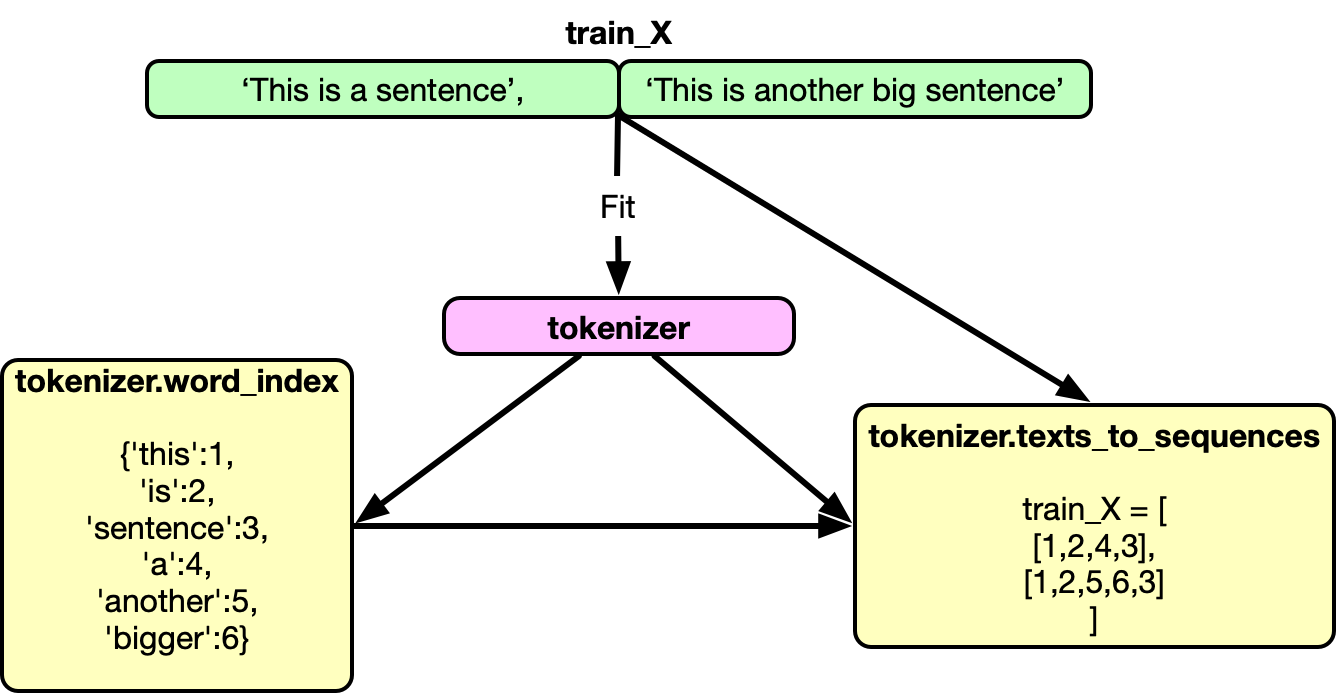 train_X
‘This is a sentence’,
‘This is another big sentence’
Fit
tokenizer
tokenizer.word_index
{'this':1,
'is':2,
'sentence':3,
'a':4,
'another':5,
'bigger':6}
tokenizer.texts_to_sequences
train_X = [
[1,2,4,3],
[1,2,5,6,3]
]